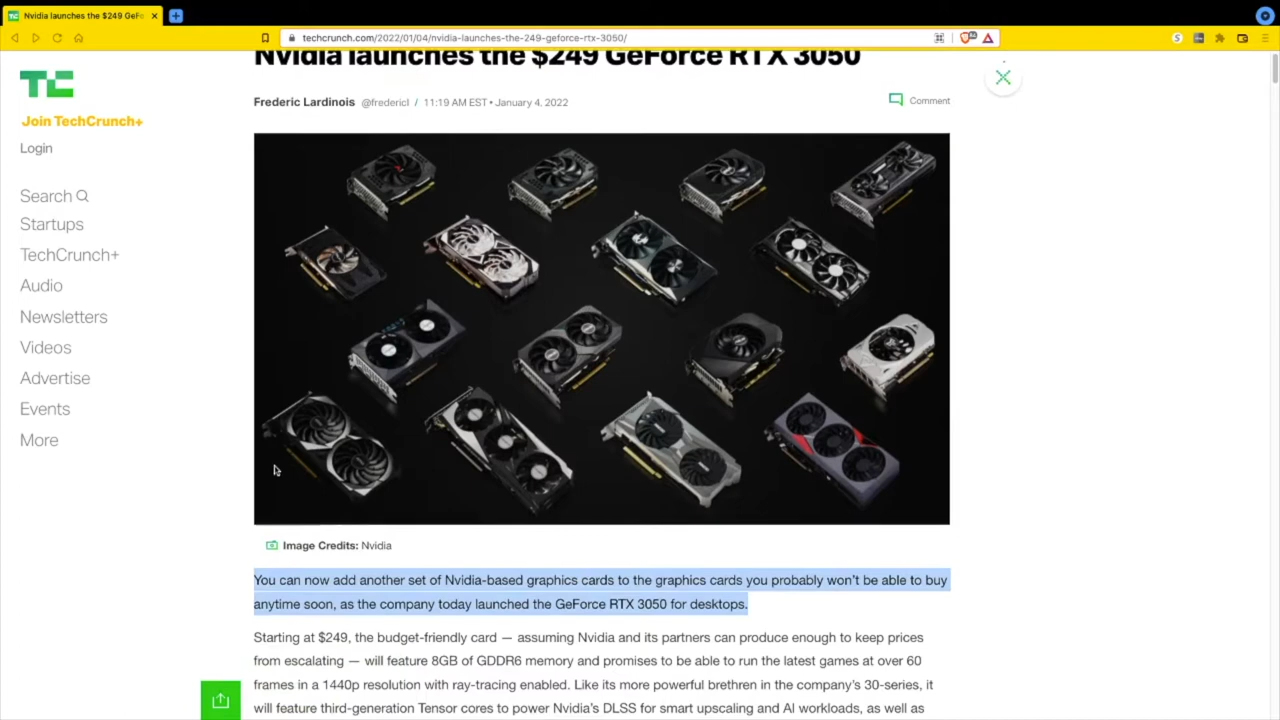 Nvidia launches the $249 GeFo
techcrunch.com/2022/01/04/nvidia-launches-the-249-geforce-rtx-3050/
Nvidia launches the $249 GeForce RTX 3050
TC
Join TechCrunch+
Login
Search
Startups
TechCrunch+
Audio
Newsletters
Videos
Advertise
Events
More
Frederic Lardinois @fredericl / 11:19 AM EST • January 4, 2022
Comment
Image Credits: Nvidia
You can now add another set of Nvidia-based graphics cards to the graphics cards you probably won't be able to buy
anytime soon, as the company today launched the GeForce RTX 3050 for desktops.
Starting at $249, the budget-friendly card — assuming Nvidia and its partners can produce enough to keep prices
from escalating — will feature 8GB of GDDR6 memory and promises to be able to run the latest games at over 60
frames in a 1440p resolution with ray-tracing enabled. Like its more powerful brethren in the company's 30-series, it
will feature third-generation Tensor cores to power Nvidia's DLSS for smart upscaling and AI workloads, as well as